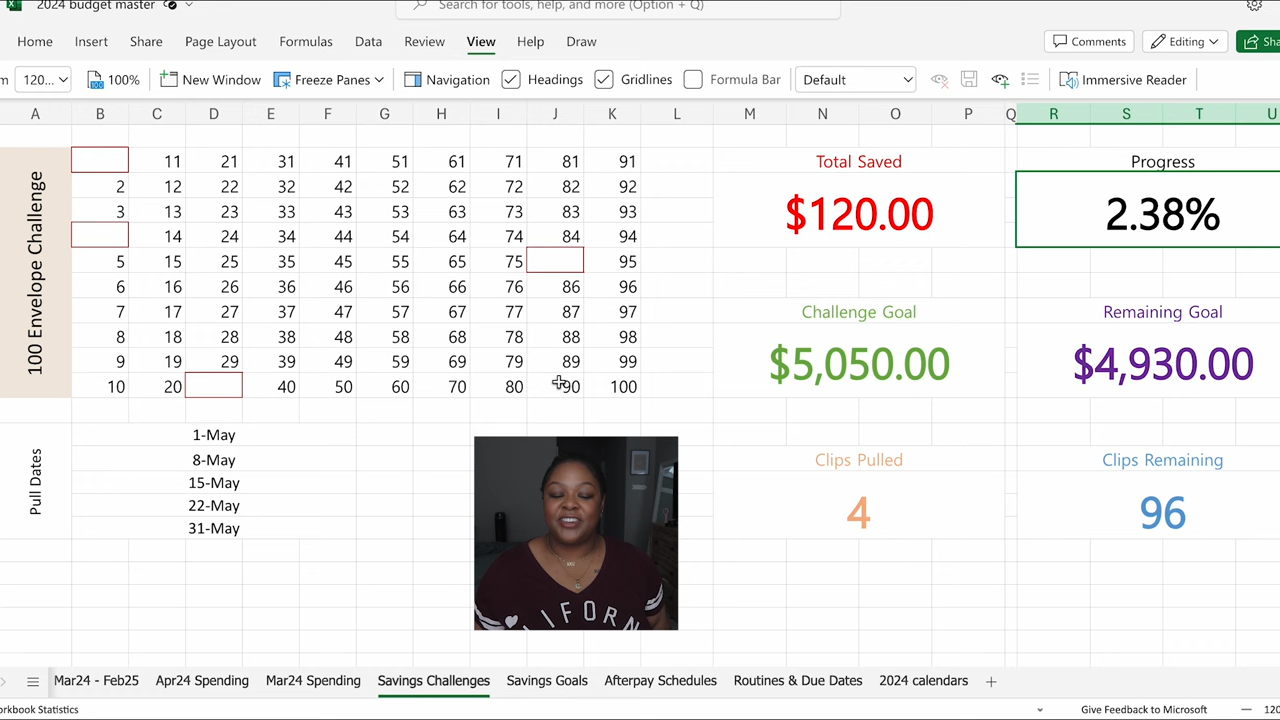 2024 budget master
Search for tools, help, and more (Option + Q)
Home Insert Share Page Layout Formulas Data Review View Help Draw Comments Editing Sha
120... 100% New Window Freeze Panes Navigation Headings Gridlines Formula Bar Default Immersive Reader
A B C D E F G H I J K L M N O P Q R S T U
100 Envelope Challenge
11 21 31 41 51 61 71 81 91
2 12 22 32 42 52 62 72 82 92
3 13 23 33 43 53 63 73 83 93
14 24 34 44 54 64 74 84 94
5 15 25 35 45 55 65 75 95
6 16 26 36 46 56 66 76 86 96
7 17 27 37 47 57 67 77 87 97
8 18 28 38 48 58 68 78 88 98
9 19 29 39 49 59 69 79 89 99
10 20 40 50 60 70 80 90 100
Total Saved
$120.00
Progress
2.38%
Challenge Goal
$5,050.00
Remaining Goal
$4,930.00
Pull Dates
1-May
8-May
15-May
22-May
31-May
Clips Pulled
4
Clips Remaining
96
LIFORN
Mar24 - Feb25 Apr24 Spending Mar24 Spending Savings Challenges Savings Goals Afterpay Schedules Routines & Due Dates 2024 calendars
orkbook Statistics Give Feedback to Microsoft 120